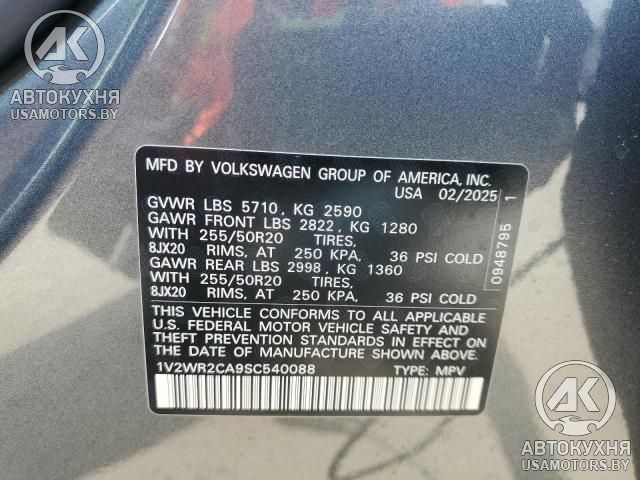 AK
АВТОКУХНЯ
USAMOTORS.BY
MFD BY VOLKSWAGEN GROUP OF AMERICA, INC.
USA 02/2025
GVWR LBS 5710, KG 2590
GAWR FRONT LBS 2822, KG 1280
WITH 255/50R20 TIRES,
8JX20 RIMS, AT 250 KPA, 36 PSI COLD
GAWR REAR LBS 2998, KG 1360
WITH 255/50R20 TIRES,
8JX20 RIMS, AT 250 KPA, 36 PSI COLD
0948795 1
THIS VEHICLE CONFORMS TO ALL APPLICABLE
U.S. FEDERAL MOTOR VEHICLE SAFETY AND
THEFT PREVENTION STANDARDS IN EFFECT ON
THE DATE OF MANUFACTURE SHOWN ABOVE.
1V2WR2CA9SC540088 TYPE: MPV
AK
АВТОКУХНЯ
USAMOTORS.BY